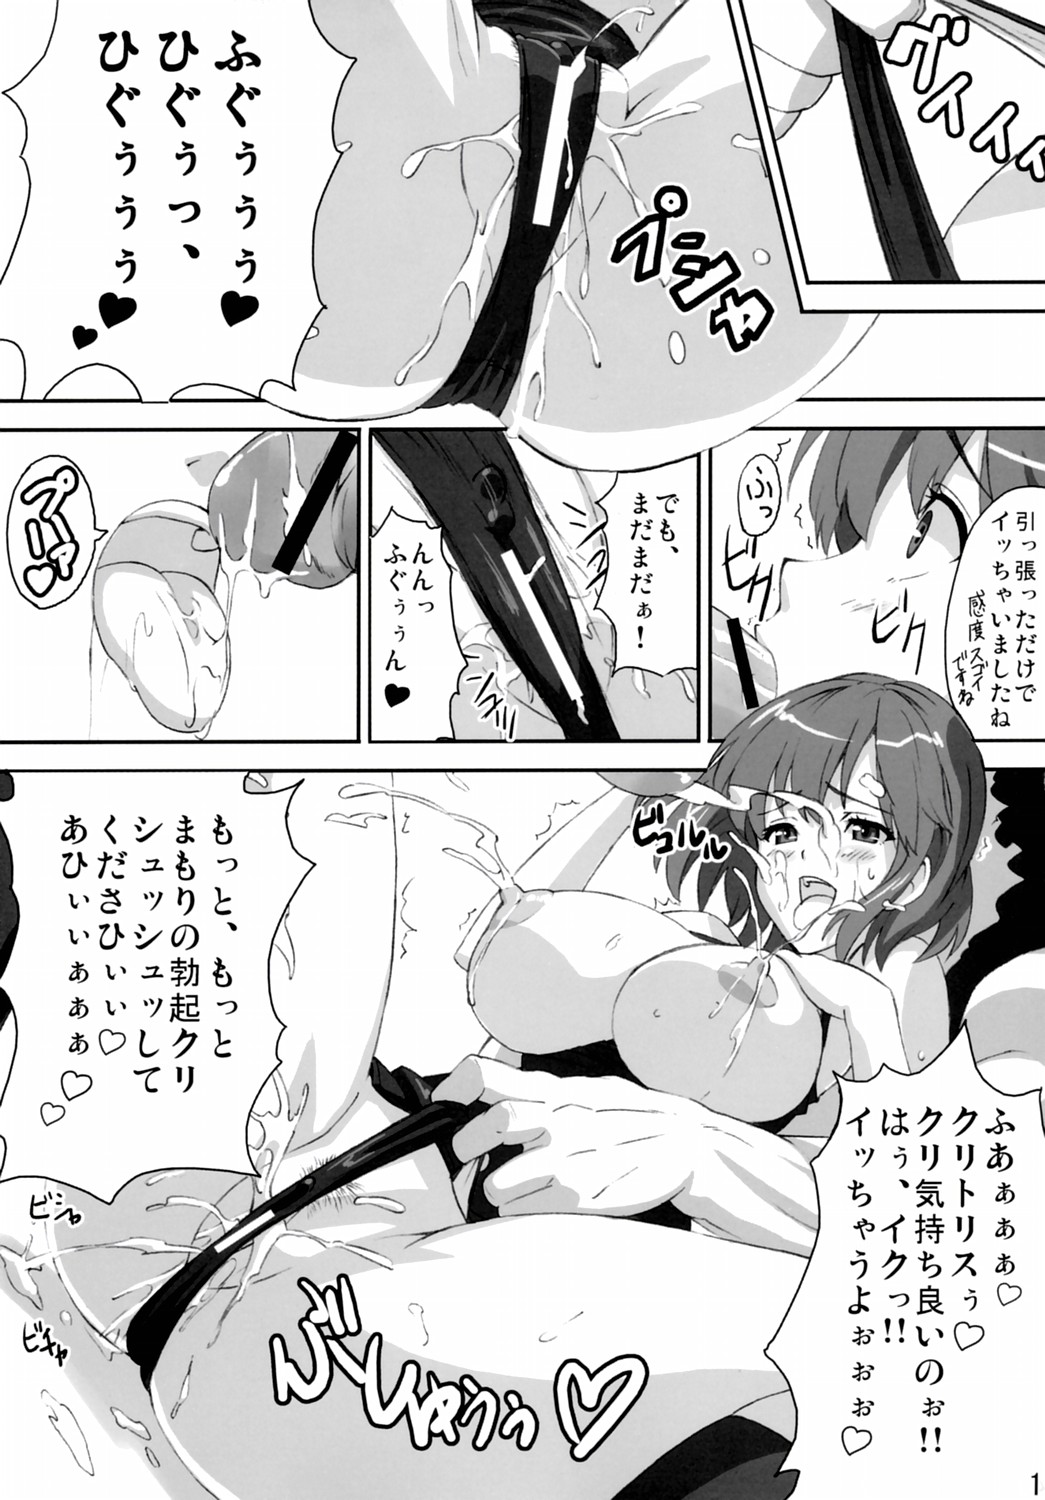 グイイイィ
プシャ
ふぐぅぅぅ
ひぐぅっ、
ひぐぅぅぅ♥♥
引っ張っただけで
イッちゃいましたね
感度スゴイ
ですね
ふっ
ビク
ビク
でも、
まだまだぁ！
んんっ
ふぐぅぅん♥
プハァ♡
ビュルルル
ふあぁぁぁぁ♡
クリトリスぅ♡
クリ気持ち良いのぉ!!
はぅ、イクっ!!
イッちゃうよぉぉぉ♡
もっと、もっと
まもりの勃起クリ
シュッシュッして
くださひぃぃ♡
あひぃぃぁぁぁ♡♡
ビシャ
ビチャ
1